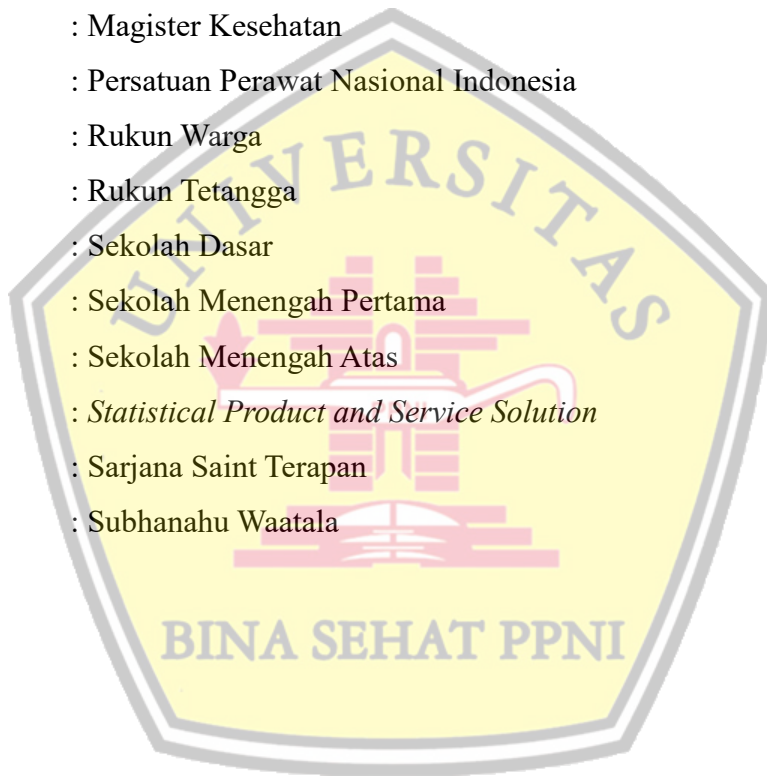 : Magister Kesehatan
: Persatuan Perawat Nasional Indonesia
: Rukun Warga
: Rukun Tetangga
: Sekolah Dasar
: Sekolah Menengah Pertama
: Sekolah Menengah Atas
: Statistical Product and Service Solution
: Sarjana Saint Terapan
: Subhanahu Waatala
UNIVERSITAS
BINA SEHAT PPNI